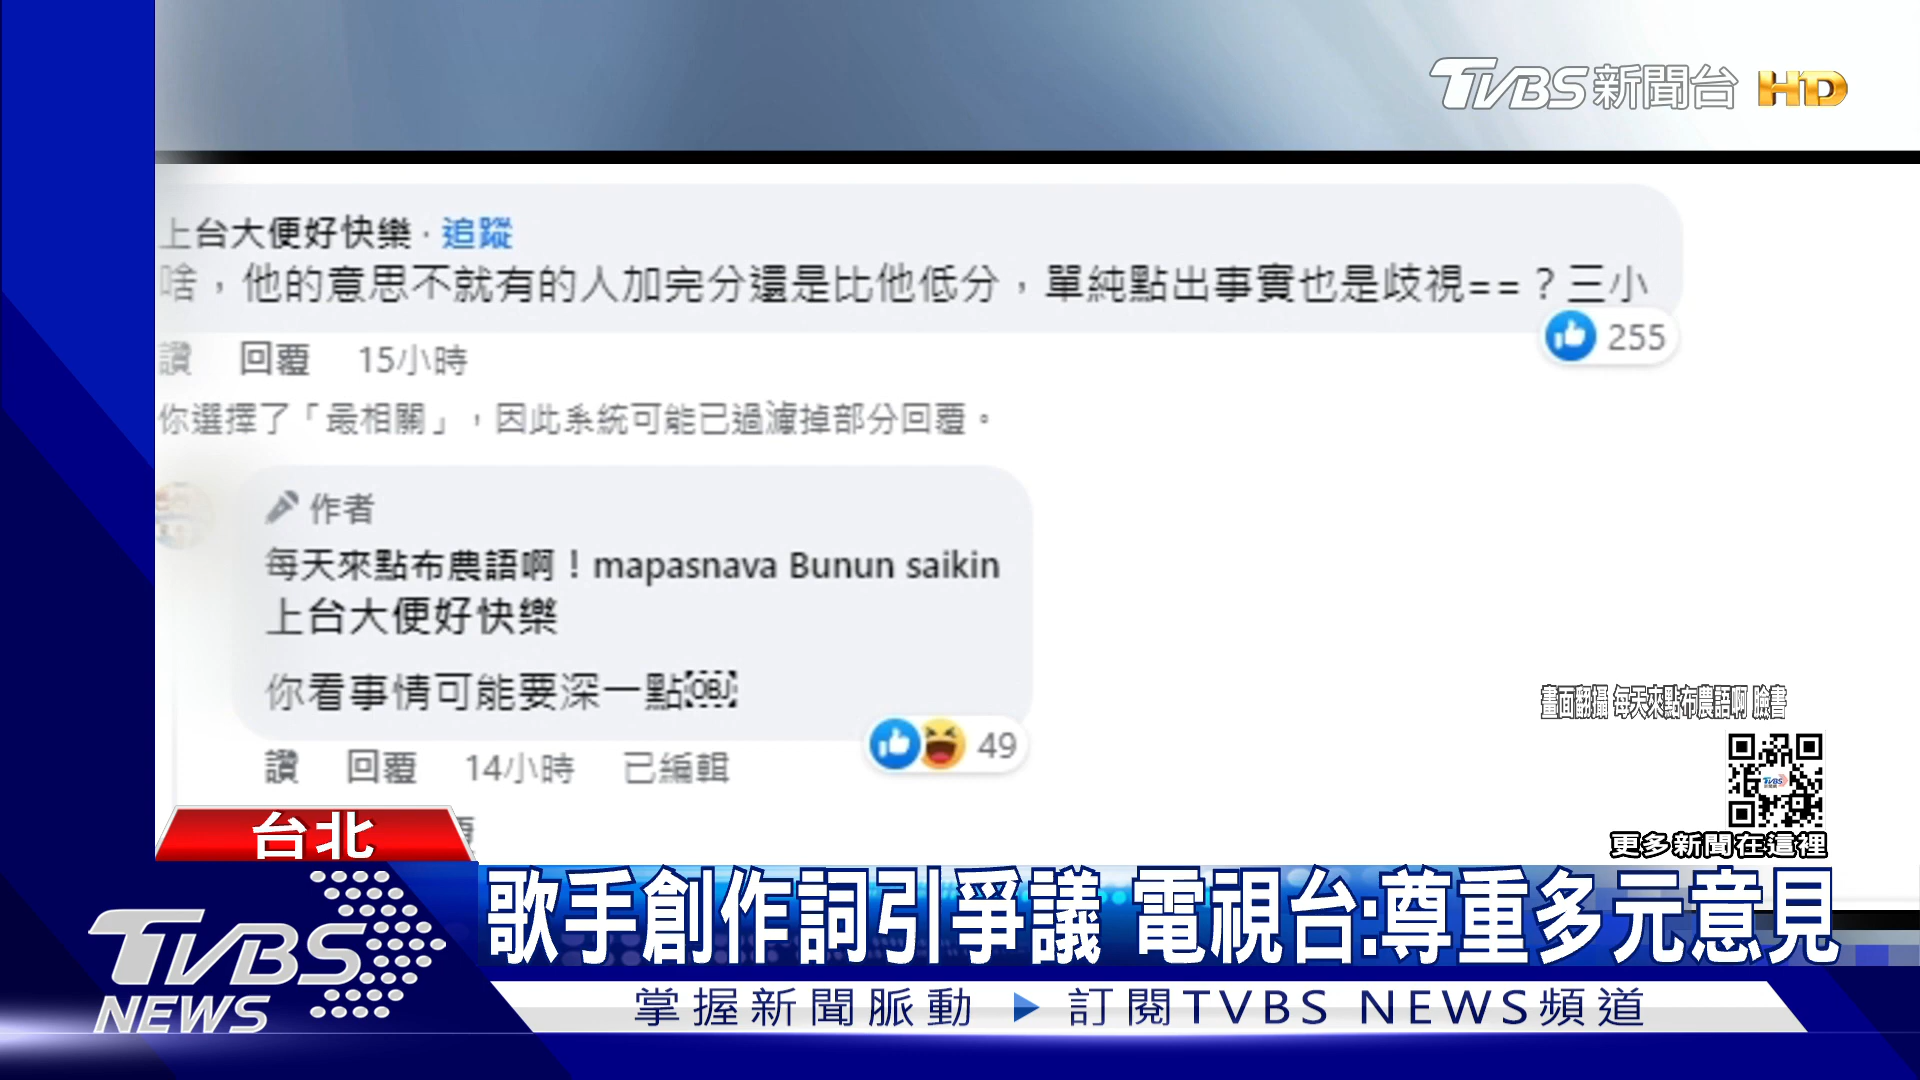 TVBS新聞台 HD
上台大便好快樂 · 追蹤
啥，他的意思不就有的人加完分還是比他低分，單純點出事實也是歧視==？三小
255
讚 回覆 15小時
你選擇了「最相關」，因此系統可能已過濾掉部分回覆。
作者
每天來點布農語啊！mapasnava Bunun saikin
上台大便好快樂
你看事情可能要深一點OBJ
49
讚 回覆 14小時 已編輯
畫面翻攝 每天來點布農語啊 臉書
TVBS
更多新聞在這裡
台北
歌手創作詞引爭議 電視台:尊重多元意見
TVBS
NEWS
掌握新聞脈動 ▶ 訂閱TVBS NEWS頻道